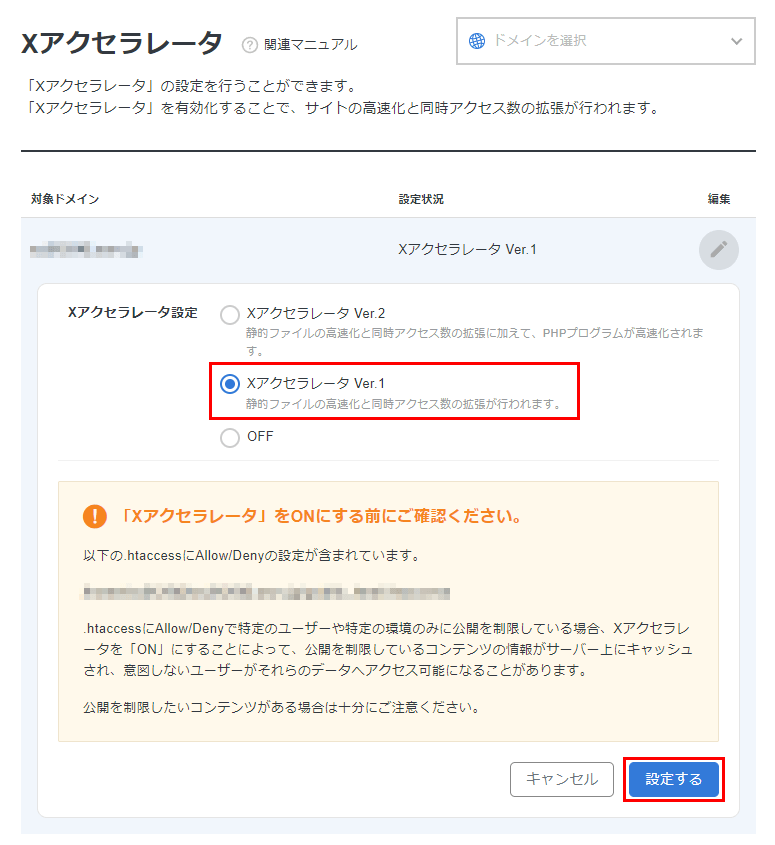 Xアクセラレータ ? 関連マニュアル ドメインを選択
「Xアクセラレータ」の設定を行うことができます。
「Xアクセラレータ」を有効化することで、サイトの高速化と同時アクセス数の拡張が行われます。
対象ドメイン 設定状況 編集
Xアクセラレータ Ver.1
Xアクセラレータ設定 Xアクセラレータ Ver.2
静的ファイルの高速化と同時アクセス数の拡張に加えて、PHPプログラムが高速化されま
す。
Xアクセラレータ Ver.1
静的ファイルの高速化と同時アクセス数の拡張が行われます。
OFF
! 「Xアクセラレータ」をONにする前にご確認ください。
以下の.htaccessにAllow/Denyの設定が含まれています。
.htaccessにAllow/Denyで特定のユーザーや特定の環境のみに公開を制限している場合、Xアクセラレ
ータを「ON」にすることによって、公開を制限しているコンテンツの情報がサーバー上にキャッシュ
され、意図しないユーザーがそれらのデータへアクセス可能になることがあります。
公開を制限したいコンテンツがある場合は十分にご注意ください。
キャンセル 設定する